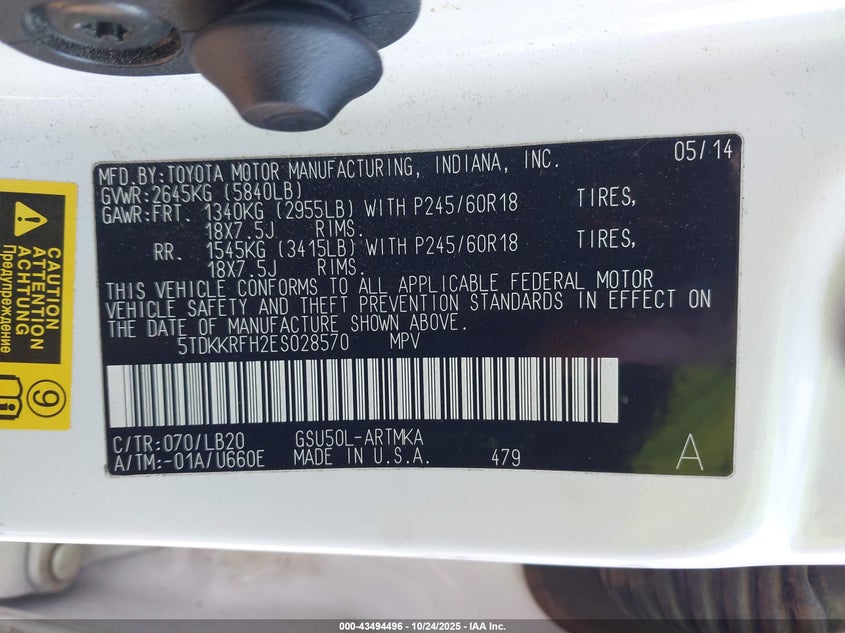 MFD.BY:TOYOTA MOTOR MANUFACTURING, INDIANA, INC. 05/14
GVWR:2645KG (5840LB)
GAWR:FRT. 1340KG (2955LB) WITH P245/60R18 TIRES,
18X7.5J RIMS.
RR. 1545KG (3415LB) WITH P245/60R18 TIRES,
18X7.5J RIMS.
THIS VEHICLE CONFORMS TO ALL APPLICABLE FEDERAL MOTOR
VEHICLE SAFETY AND THEFT PREVENTION STANDARDS IN EFFECT ON
THE DATE OF MANUFACTURE SHOWN ABOVE.
5TDKKRFH2ES028570 MPV
C/TR:070/LB20 GSU50L-ARTMKA
A/TM:-01A/U660E MADE IN U.S.A. 479 A
CAUTION
ATTENTION
ACHTUNG
Предупреждение
9
000-43494496 - 10/24/2025 - IAA Inc.